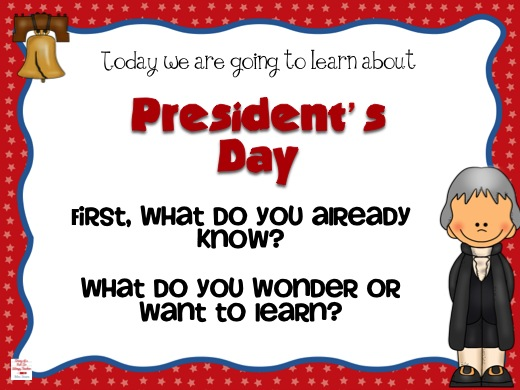 Today we are going to learn about
President's
Day
First, what do you already
know?
What do you wonder or
want to learn?